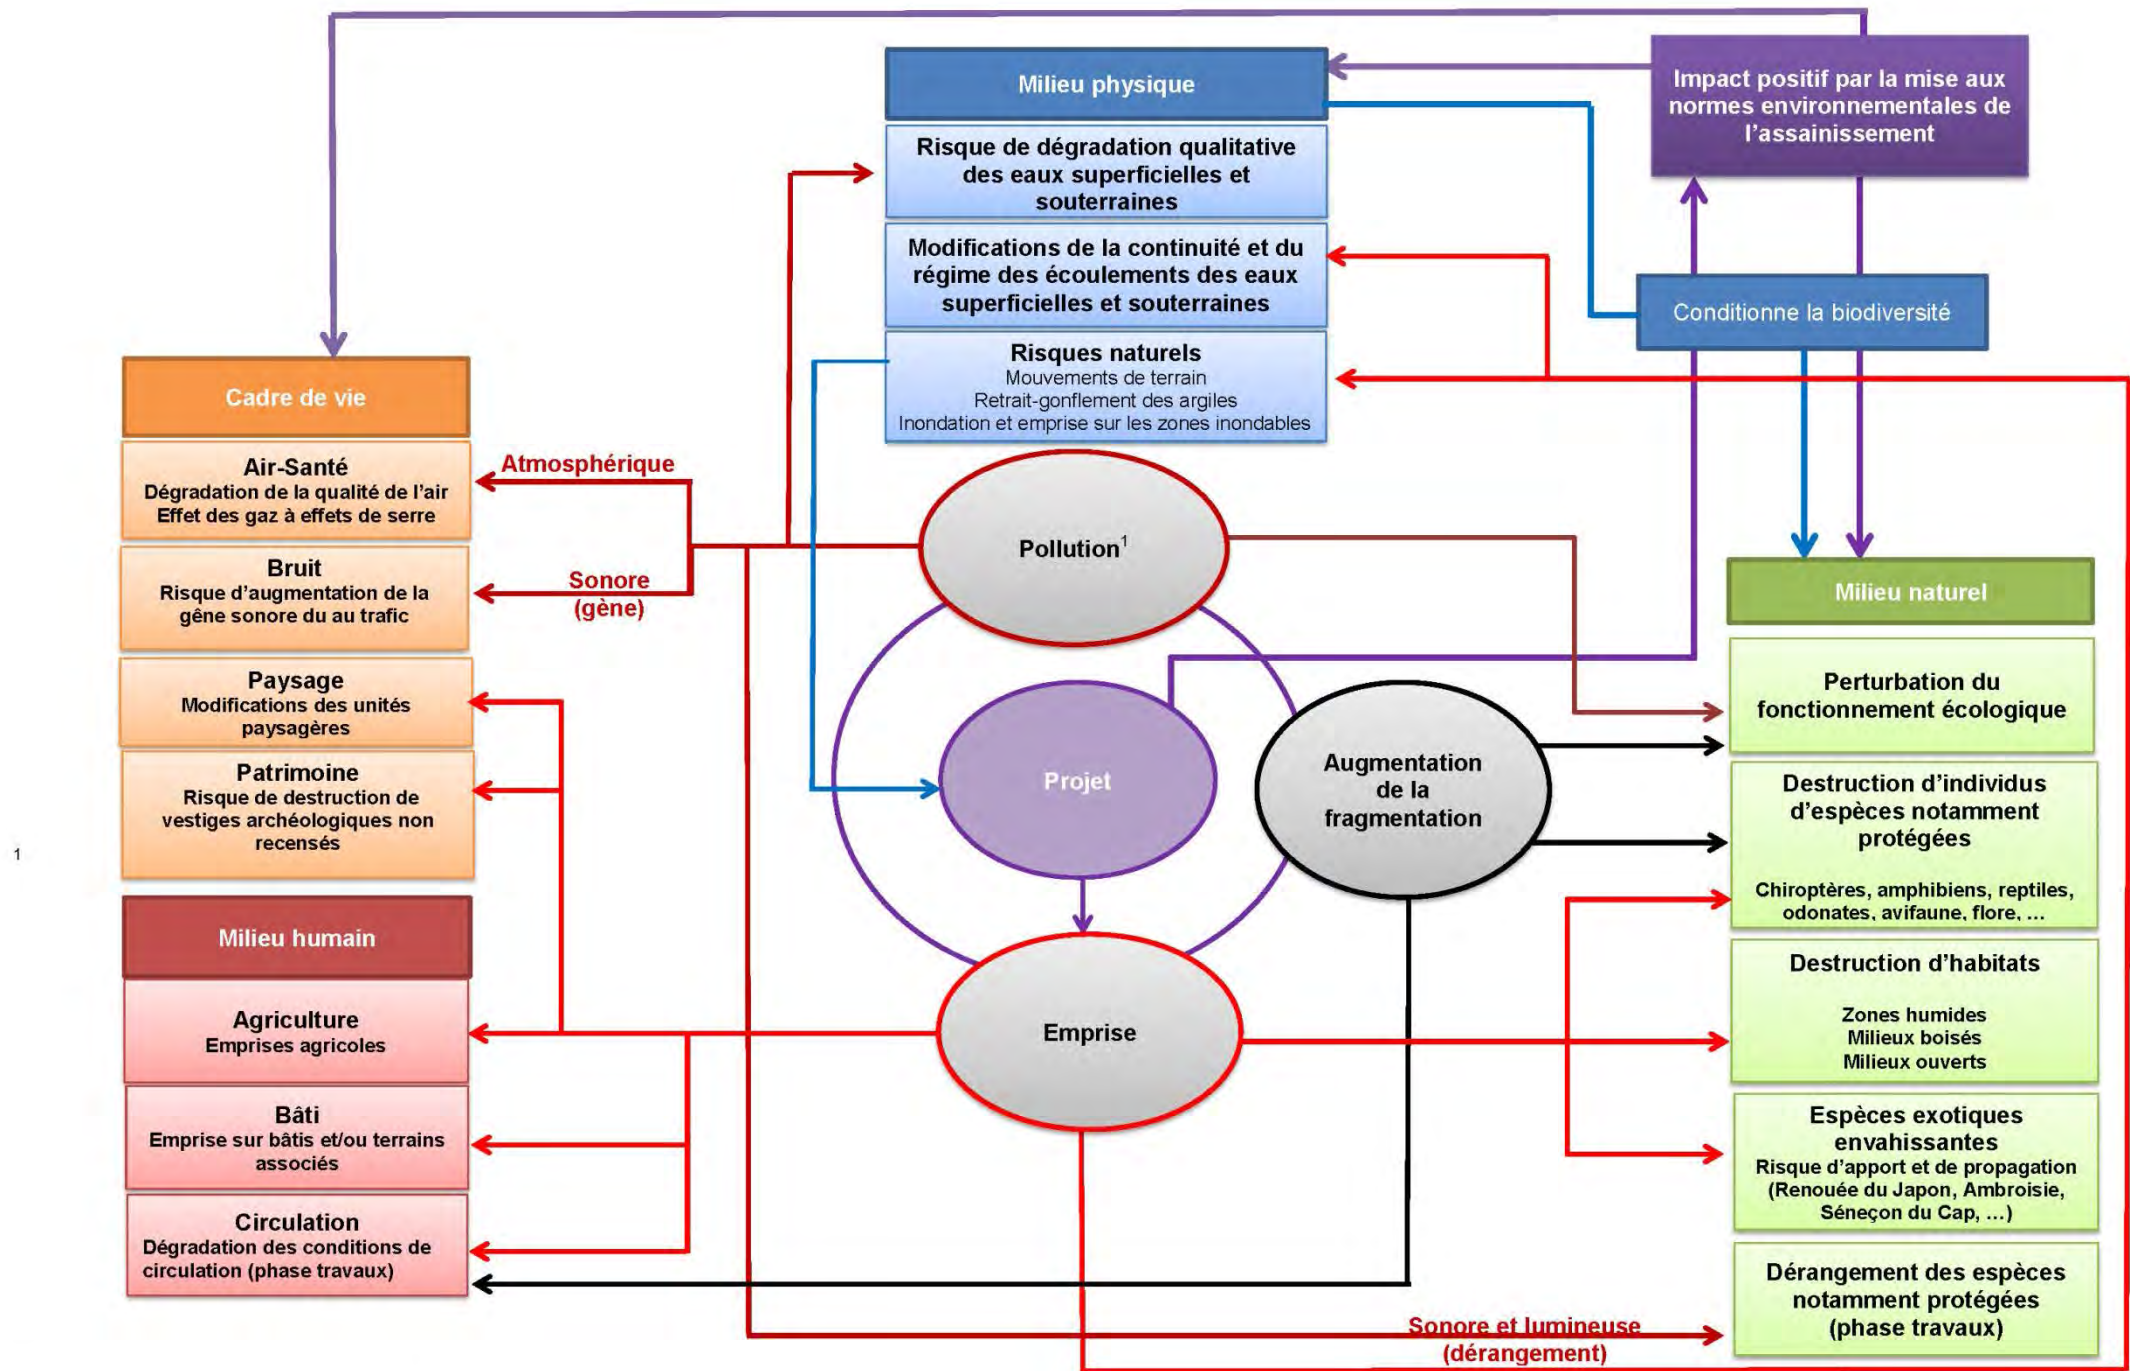 Milieu physique
Risque de dégradation qualitative
des eaux superficielles et
souterraines
Modifications de la continuité et du
régime des écoulements des eaux
superficielles et souterraines
Risques naturels
Mouvements de terrain
Retrait-gonflement des argiles
Inondation et emprise sur les zones inondables
Impact positif par la mise aux
normes environnementales de
l'assainissement
Conditionne la biodiversité
Cadre de vie
Air-Santé
Dégradation de la qualité de l'air
Effet des gaz à effets de serre
Bruit
Risque d'augmentation de la
gêne sonore du au trafic
Paysage
Modifications des unités
paysagères
Patrimoine
Risque de destruction de
vestiges archéologiques non
recensés
Milieu humain
Agriculture
Emprises agricoles
Bâti
Emprise sur bâtis et/ou terrains
associés
Circulation
Dégradation des conditions de
circulation (phase travaux)
Atmosphérique
Sonore
(gène)
Pollution¹
Projet
Augmentation
de la
fragmentation
Emprise
Milieu naturel
Perturbation du
fonctionnement écologique
Destruction d'individus
d'espèces notamment
protégées
Chiroptères, amphibiens, reptiles,
odonates, avifaune, flore, ...
Destruction d'habitats
Zones humides
Milieux boisés
Milieux ouverts
Espèces exotiques
envahissantes
Risque d'apport et de propagation
(Renouée du Japon, Ambroisie,
Séneçon du Cap, ...)
Dérangement des espèces
notamment protégées
(phase travaux)
Sonore et lumineuse
(dérangement)
1